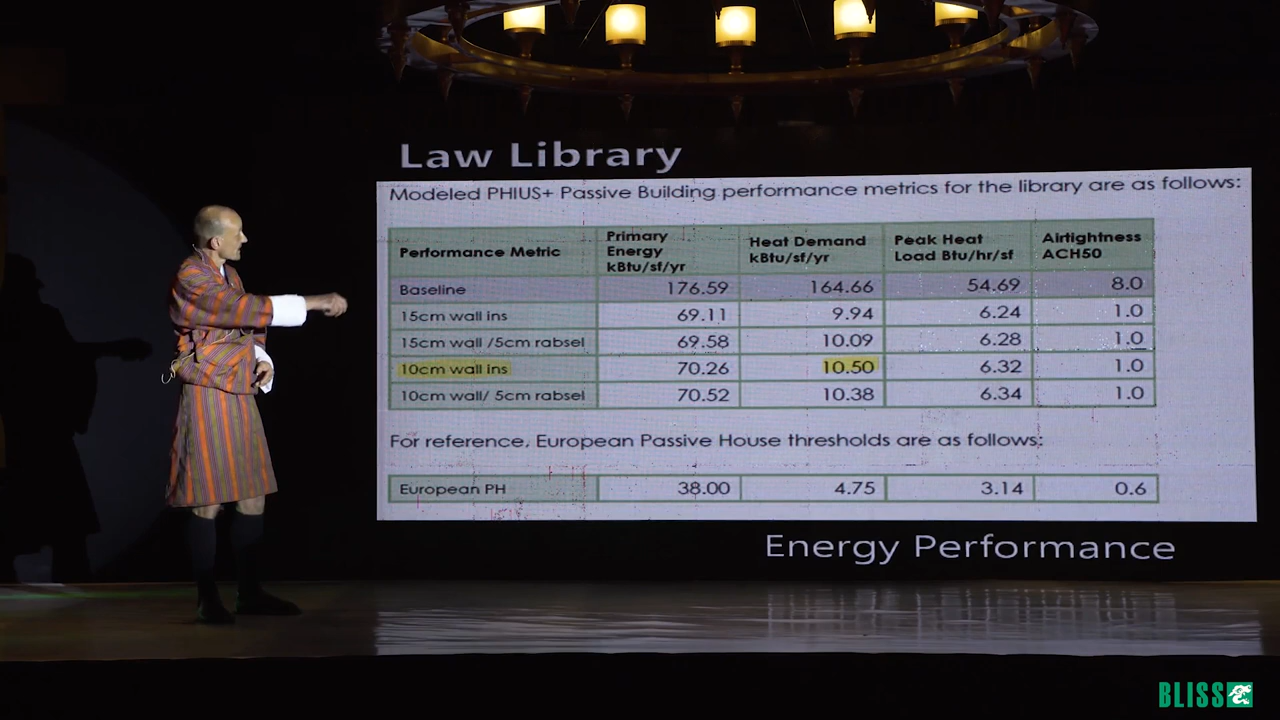 Law Library
Modeled PHIUS+ Passive Building performance metrics for the library are as follows:
Performance Metric Primary Energy kBtu/sf/yr Heat Demand kBtu/sf/yr Peak Heat Load Btu/hr/sf Airtightness ACH50
Baseline 176.59 164.66 54.69 8.0
15cm wall ins 69.11 9.94 6.24 1.0
15cm wall /5cm rabsel 69.58 10.09 6.28 1.0
10cm wall ins 70.26 10.50 6.32 1.0
10cm wall/ 5cm rabsel 70.52 10.38 6.34 1.0
For reference, European Passive House thresholds are as follows:
European PH 38.00 4.75 3.14 0.6
Energy Performance
BLISS